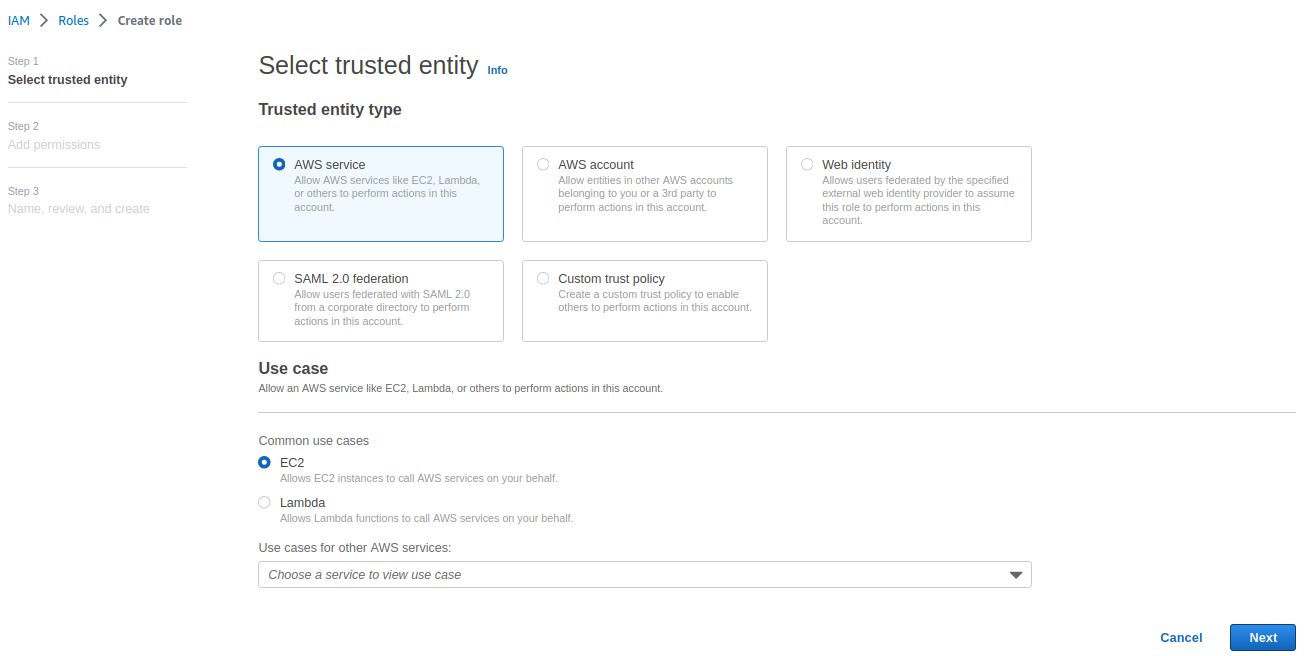 IAM > Roles > Create role
Step 1
Select trusted entity
Step 2
Add permissions
Step 3
Name, review, and create
Select trusted entity Info
Trusted entity type
AWS service
Allow AWS services like EC2, Lambda,
or others to perform actions in this
account.
AWS account
Allow entities in other AWS accounts
belonging to you or a 3rd party to
perform actions in this account.
Web identity
Allows users federated by the specified
external web identity provider to assume
this role to perform actions in this
account.
SAML 2.0 federation
Allow users federated with SAML 2.0
from a corporate directory to perform
actions in this account.
Custom trust policy
Create a custom trust policy to enable
others to perform actions in this account.
Use case
Allow an AWS service like EC2, Lambda, or others to perform actions in this account.
Common use cases
EC2
Allows EC2 instances to call AWS services on your behalf.
Lambda
Allows Lambda functions to call AWS services on your behalf.
Use cases for other AWS services:
Choose a service to view use case
Cancel
Next